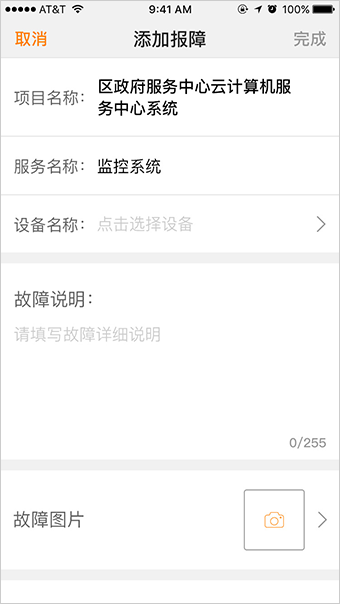 AT&T 9:41 AM 100%
取消 添加报障 完成
项目名称： 区政府服务中心云计算机服
务中心系统
服务名称： 监控系统
设备名称： 点击选择设备
故障说明：
请填写故障详细说明
0/255
故障图片